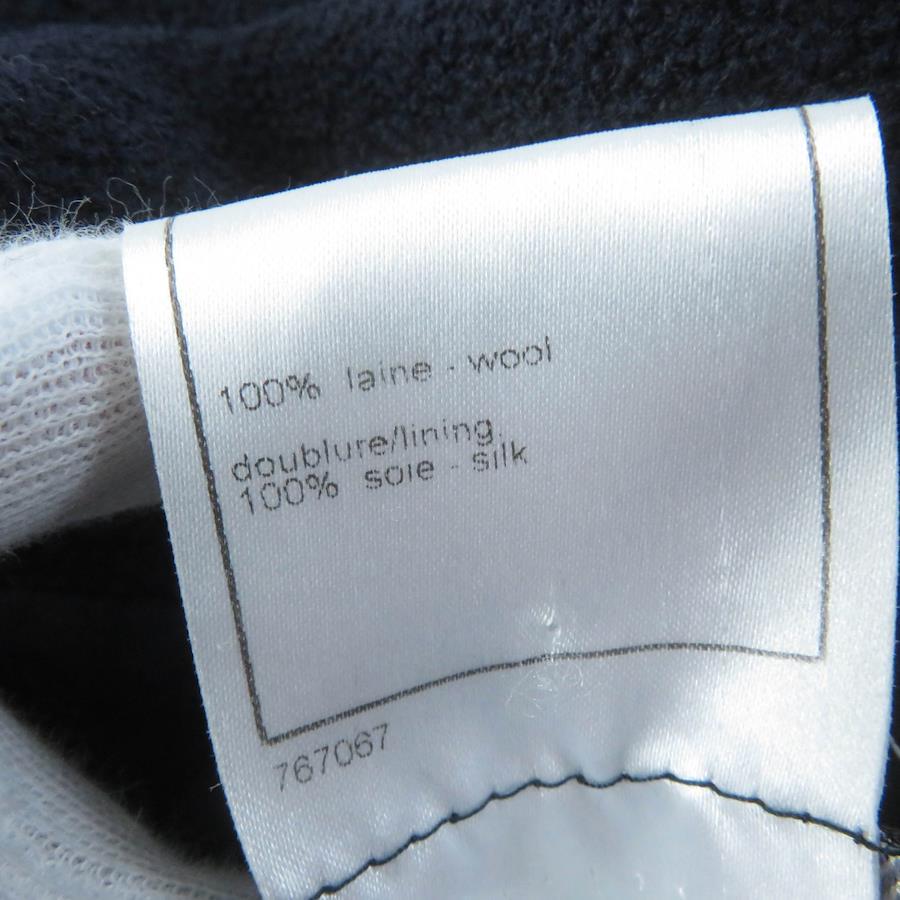 100% laine - wool
doublure/lining
100% soie - silk
767067